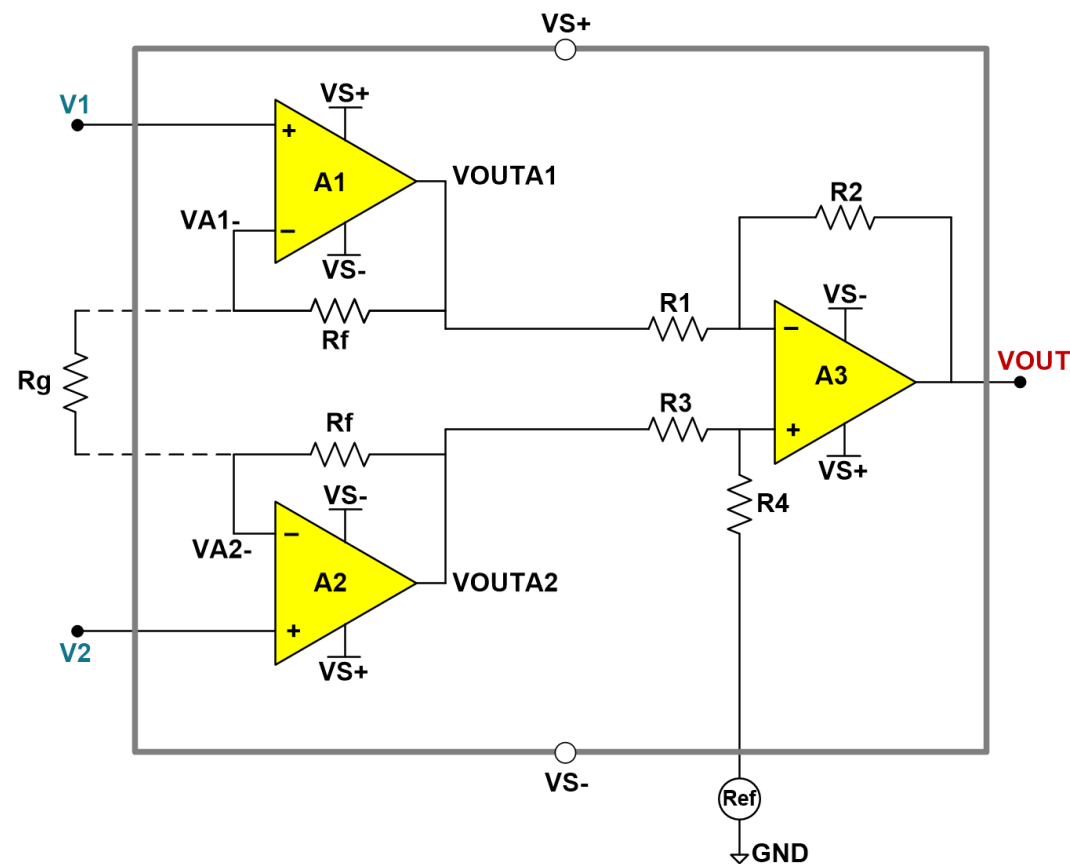 VS+
V1
VS+
+
A1
VOUTA1
VA1-
−
VS-
R2
Rf
R1
VS-
−
A3
VOUT
Rg
Rf
R3
+
VS+
VS-
R4
VA2-
−
A2
VOUTA2
+
V2
VS+
VS-
Ref
GND